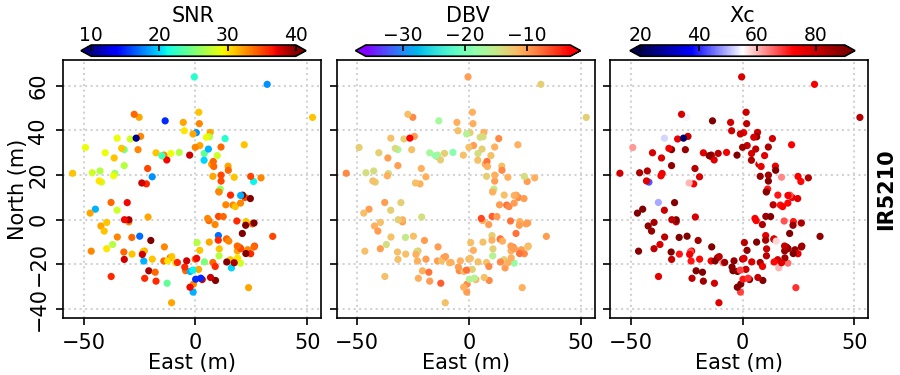 SNR DBV Xc
10 20 30 40 −30 −20 −10 20 40 60 80
60
40
20
0
−20
−40
North (m)
−50 0 50 −50 0 50 −50 0 50
East (m) East (m) East (m)
IR5210